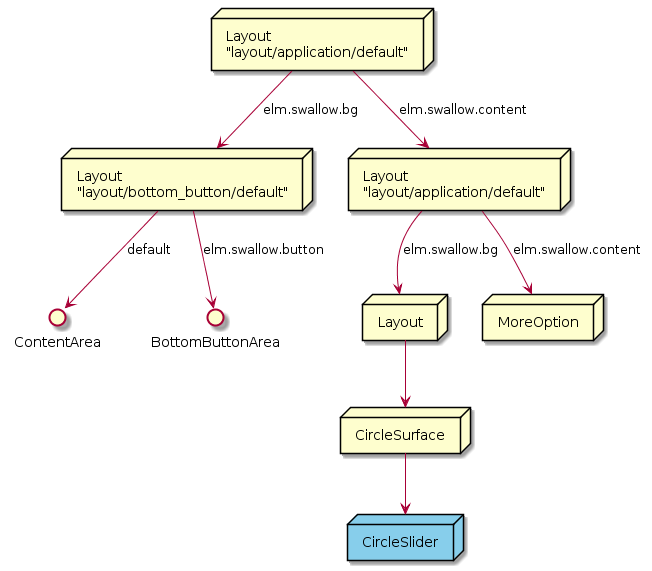 Layout
"layout/application/default"
elm.swallow.bg
elm.swallow.content
Layout
"layout/bottom_button/default"
Layout
"layout/application/default"
default
elm.swallow.button
elm.swallow.bg
elm.swallow.content
ContentArea
BottomButtonArea
Layout
MoreOption
CircleSurface
CircleSlider